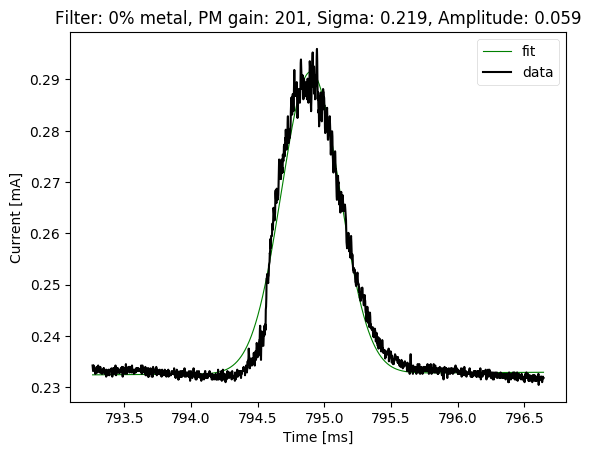 Filter: 0% metal, PM gain: 201, Sigma: 0.219, Amplitude: 0.059
fit
data
0.29
0.28
0.27
0.26
0.25
0.24
0.23
Current [mA]
793.5 794.0 794.5 795.0 795.5 796.0 796.5
Time [ms]